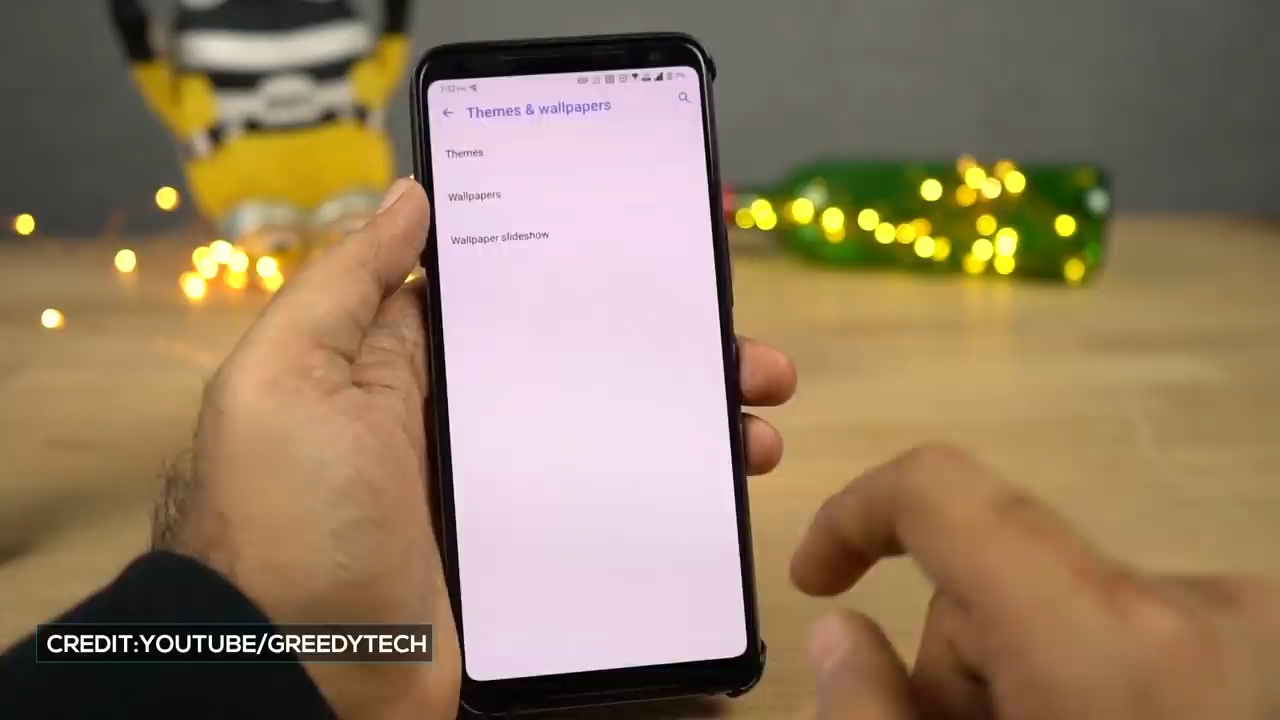 Themes & wallpapers
Themes
Wallpapers
Wallpaper slideshow
CREDIT:YOUTUBE/GREEDYTECH